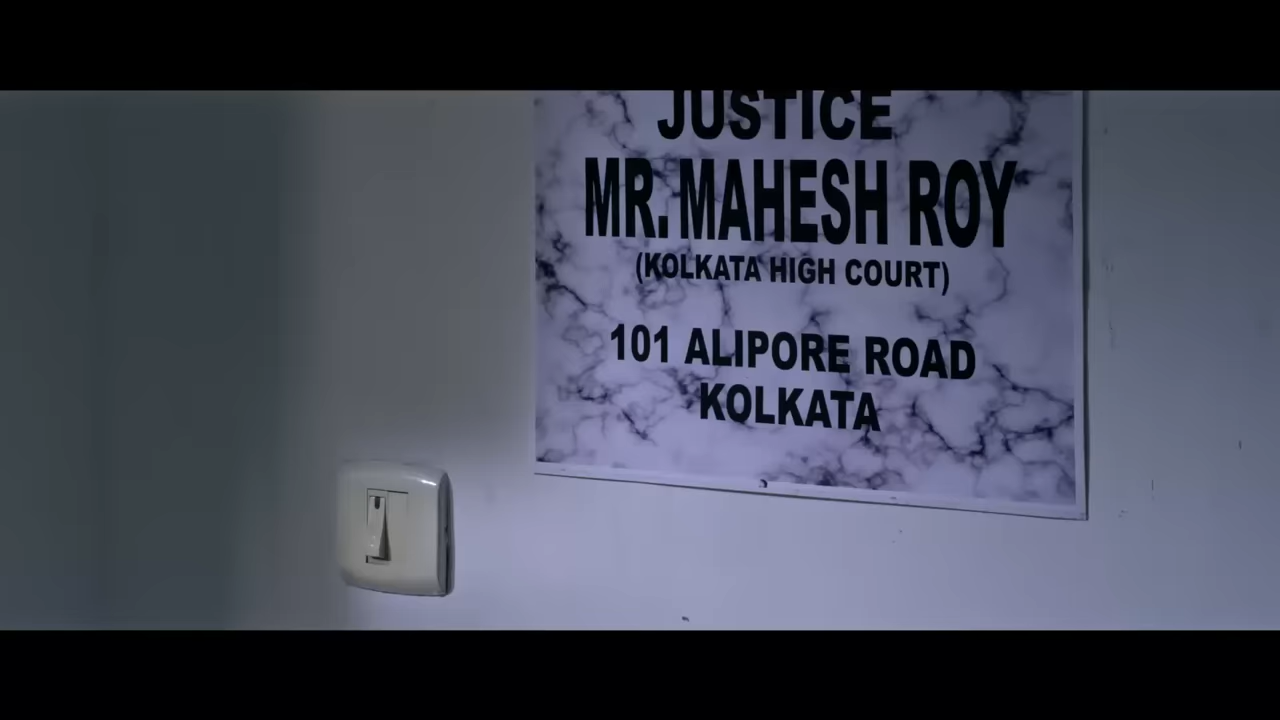 JUSTICE
MR. MAHESH ROY
(KOLKATA HIGH COURT)
101 ALIPORE ROAD
KOLKATA